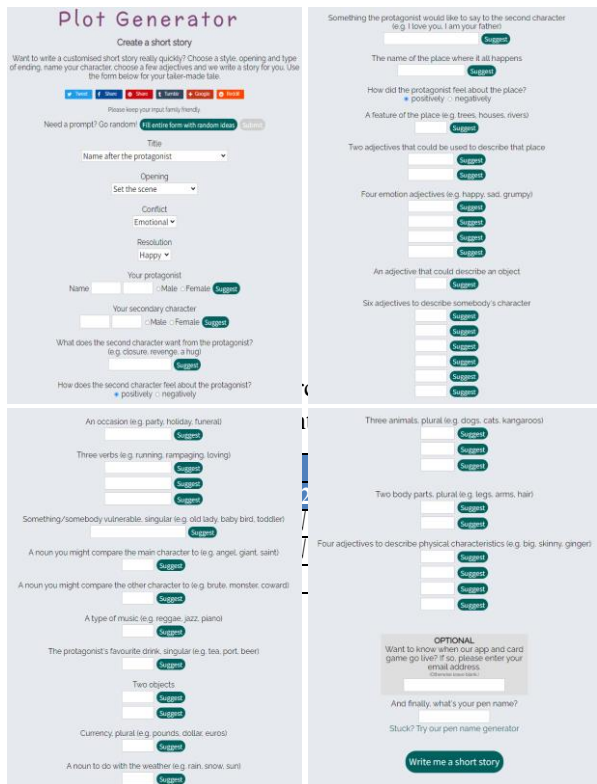 Plot Generator
Create a short story
Want to write a customised short story really quickly? Choose a style, opening and type
of ending, name your character, choose a few adjectives and we write a story for you. Use
the form below for your tailer-made tale.
Tweet Share Share Share + Google Reddit
Please keep your input family friendly.
Need a prompt? Go random! Fill entire form with random ideas Submit
Title
Name after the protagonist
Opening
Set the scene
Conflict
Emotional
Resolution
Happy
Your protagonist
Name Male Female Suggest
Your secondary character
Male Female Suggest
What does the second character want from the protagonist?
(e.g. closure, revenge, a hug)
Suggest
How does the second character feel about the protagonist?
positively negatively
Something the protagonist would like to say to the second character
(e.g. I love you, I am your father)
Suggest
The name of the place where it all happens
Suggest
How did the protagonist feel about the place?
positively negatively
A feature of the place (e.g. trees, houses, rivers)
Suggest
Two adjectives that could be used to describe that place
Suggest
Suggest
Four emotion adjectives (e.g. happy, sad, grumpy)
Suggest
Suggest
Suggest
Suggest
An adjective that could describe an object
Suggest
Six adjectives to describe somebody's character
Suggest
Suggest
Suggest
Suggest
Suggest
Suggest
An occasion (e.g. party, holiday, funeral)
Suggest
Three verbs (e.g. running, rampaging, loving)
Suggest
Suggest
Suggest
Something/somebody vulnerable, singular (e.g. old lady, baby bird, toddler)
Suggest
A noun you might compare the main character to (e.g. angel, giant, saint)
Suggest
A noun you might compare the other character to (e.g. brute, monster, coward)
Suggest
A type of music (e.g. reggae, jazz, piano)
Suggest
The protagonist's favourite drink, singular (e.g. tea, port, beer)
Suggest
Two objects
Suggest
Suggest
Currency, plural (e.g. pounds, dollar, euros)
Suggest
A noun to do with the weather (e.g. rain, snow, sun)
Suggest
Three animals, plural (e.g. dogs, cats, kangaroos)
Suggest
Suggest
Suggest
Two body parts, plural (e.g. legs, arms, hair)
Suggest
Suggest
Four adjectives to describe physical characteristics (e.g. big, skinny, ginger)
Suggest
Suggest
Suggest
Suggest
OPTIONAL
Want to know when our app and card
game go live? If so, please enter your
email address
(Otherwise leave blank)
And finally, what's your pen name?
Stuck? Try our pen name generator
Write me a short story